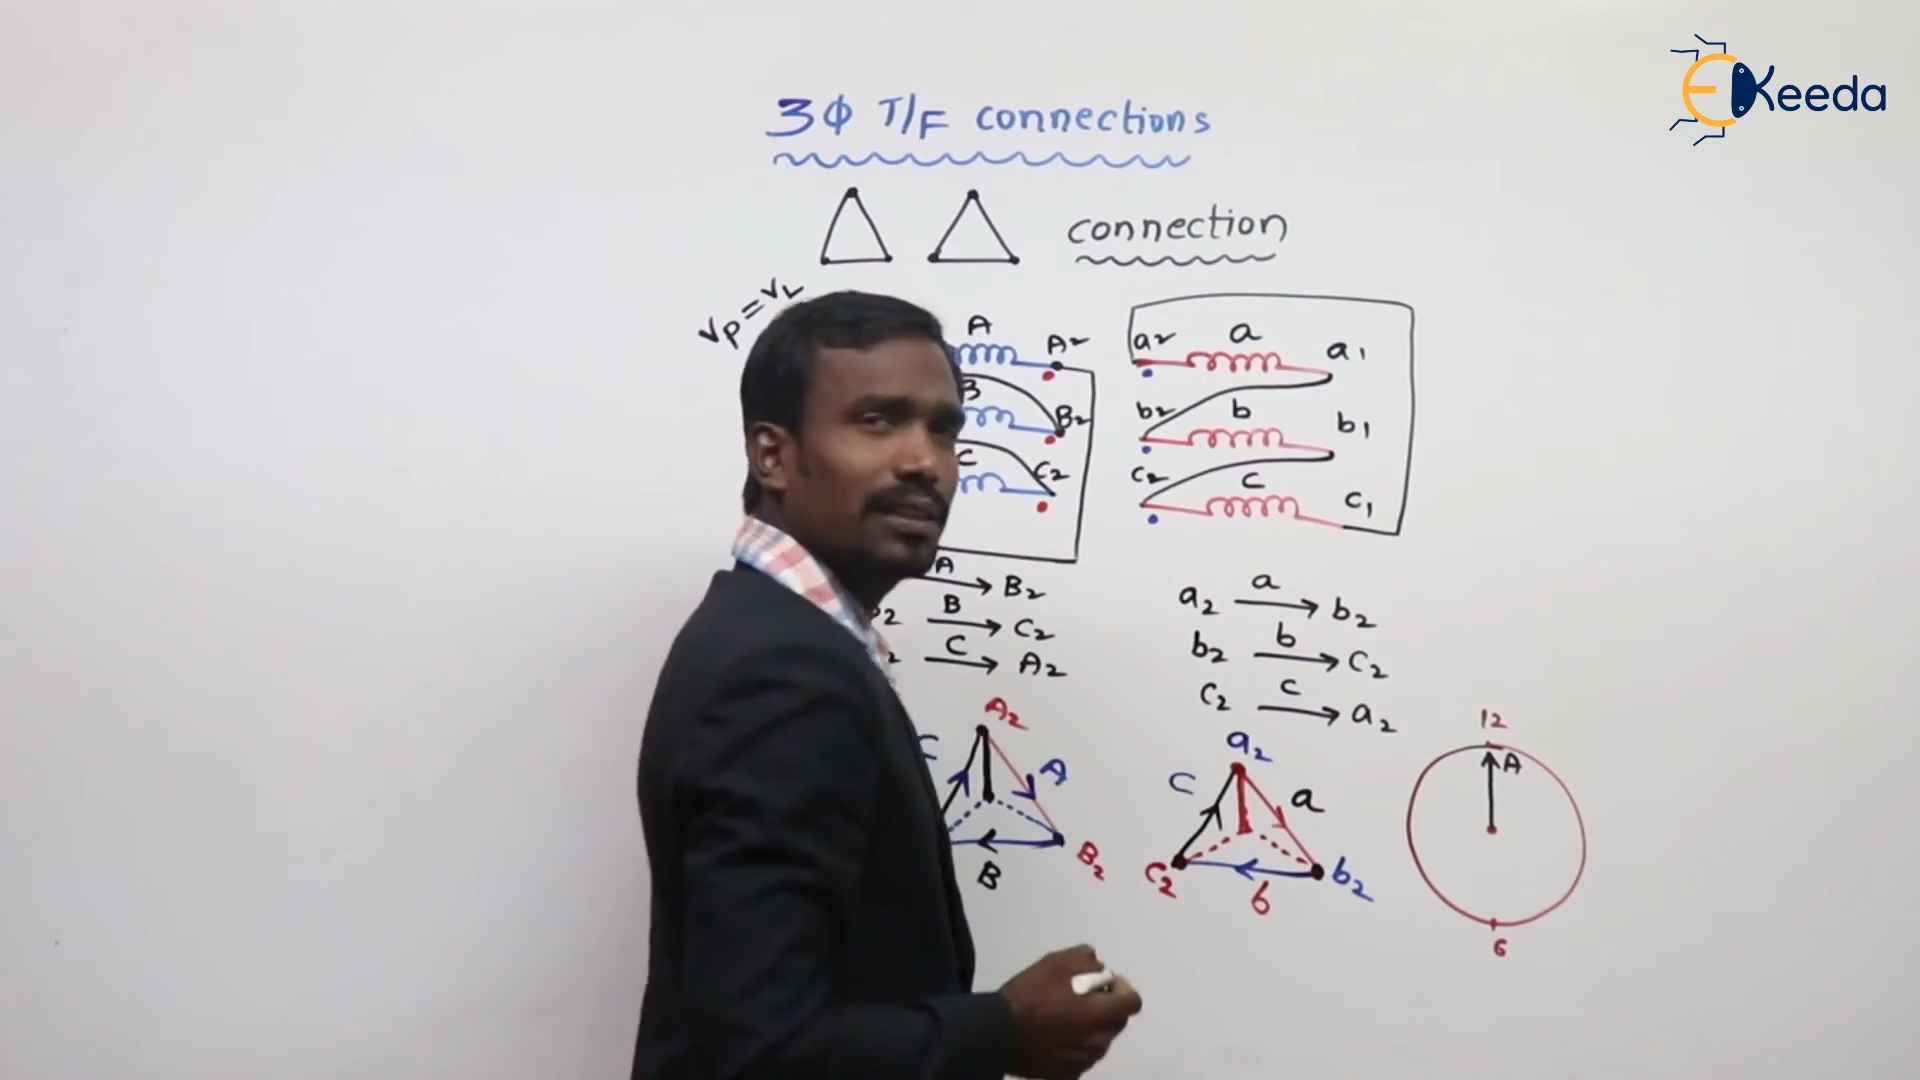 EKeeda
3Φ T/F connections
connection
VP = VL
A A2
B B2
C C2
a2 a a1
b2 b b1
c2 c c1
A → B2
B → C2
C → A2
a2 a → b2
b2 b → c2
c2 c → a2
A2
A
B2
B
a2
C
a
c2
b2
b
12
A
6